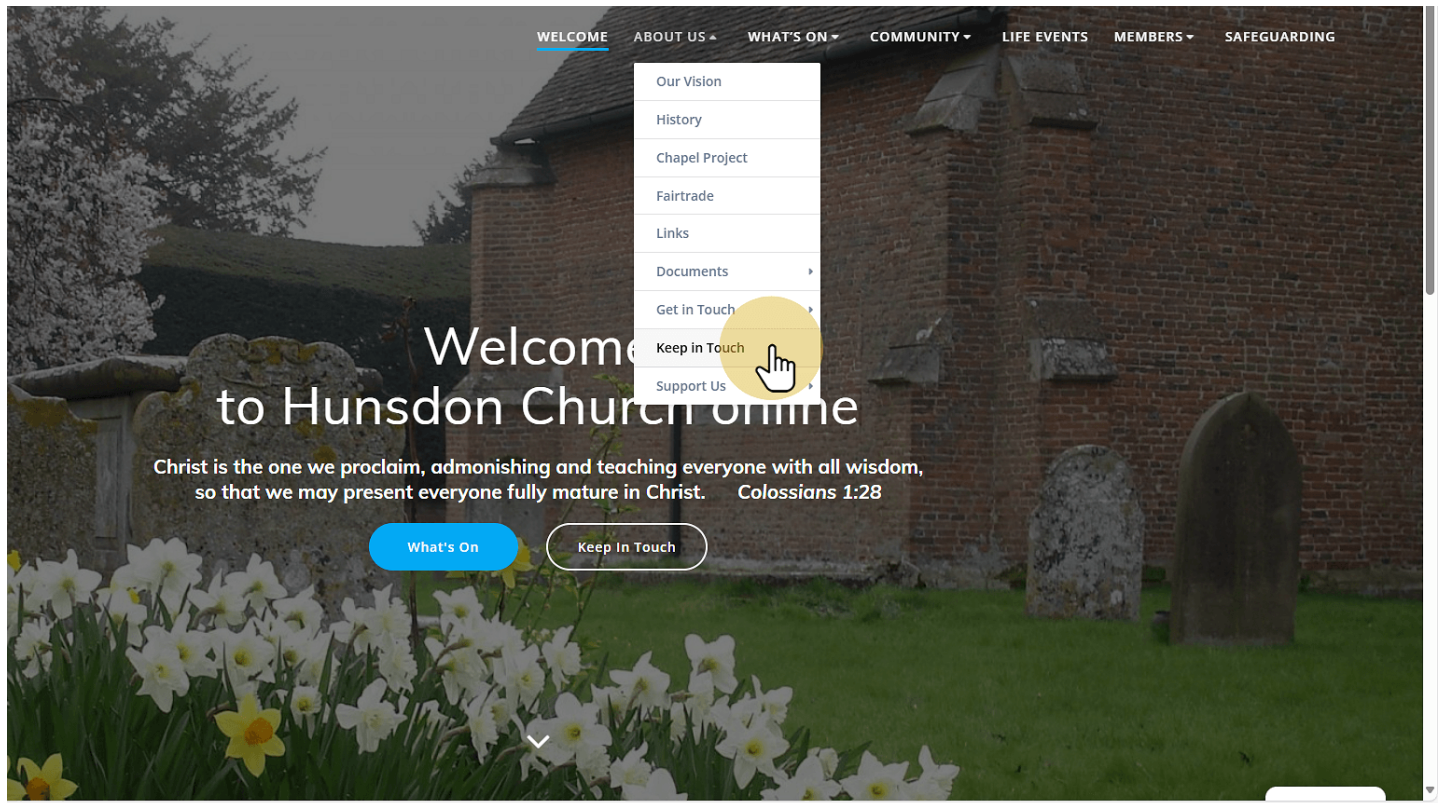 WELCOME ABOUT US WHAT'S ON COMMUNITY LIFE EVENTS MEMBERS SAFEGUARDING
Our Vision
History
Chapel Project
Fairtrade
Links
Documents
Get in Touch
Keep in Touch
Support Us
Welcome
to Hunsdon Church online
Christ is the one we proclaim, admonishing and teaching everyone with all wisdom,
so that we may present everyone fully mature in Christ. Colossians 1:28
What's On Keep In Touch